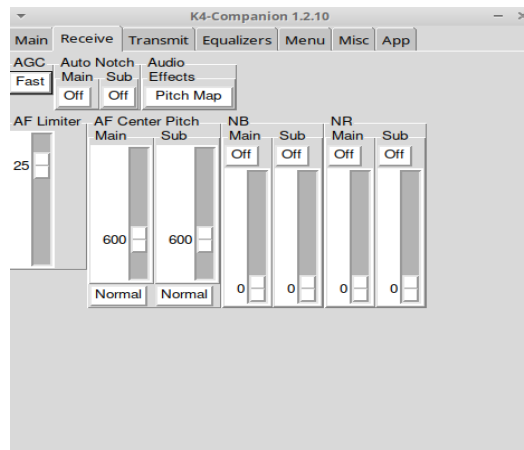 K4-Companion 1.2.10
Main Receive Transmit Equalizers Menu Misc App
AGC Auto Notch Audio
Main Sub Effects
Fast Off Off Pitch Map
AF Limiter AF Center Pitch NB NR
Main Sub Main Sub Main Sub
Off Off Off Off
25
600 600
0 0 0 0
Normal Normal